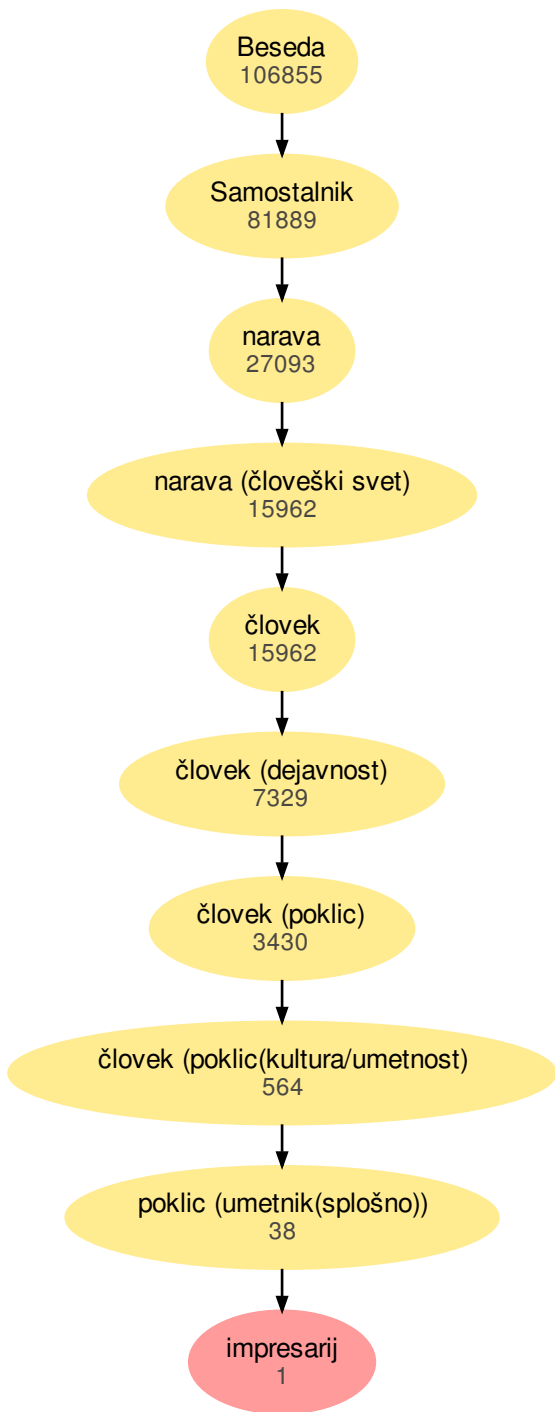 Beseda
106855
Samostalnik
81889
narava
27093
narava (človeški svet)
15962
človek
15962
človek (dejavnost)
7329
človek (poklic)
3430
človek (poklic(kultura/umetnost)
564
poklic (umetnik(splošno))
38
impresarij
1